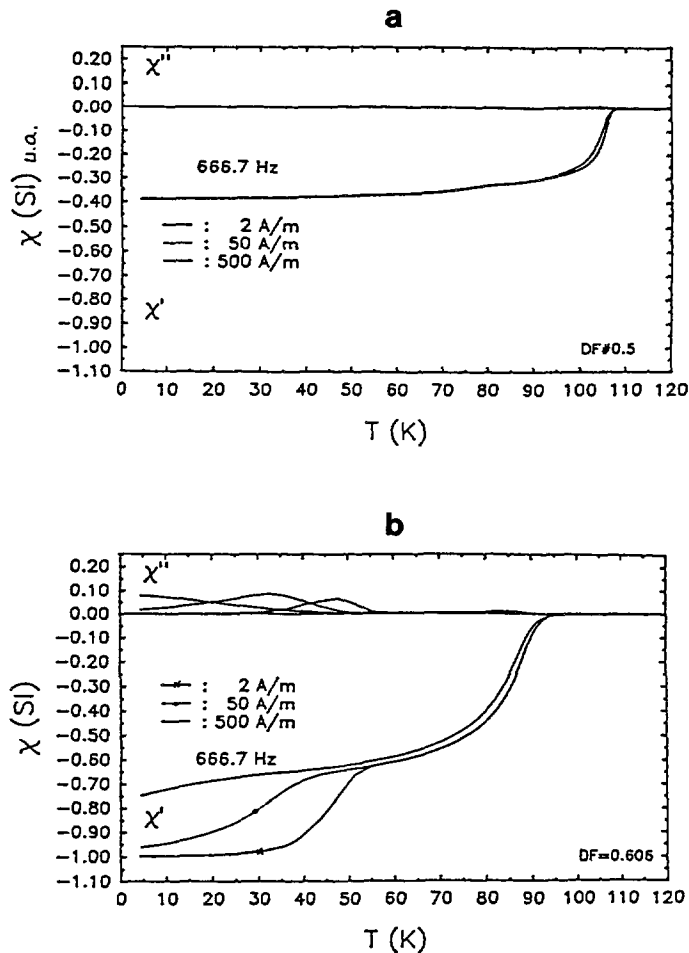 a
0.20
χ''
0.10
0.00
−0.10
−0.20
666.7 Hz
−0.30
−0.40
: 2 A/m
−0.50
: 50 A/m
−0.60
: 500 A/m
−0.70
−0.80
χ'
−0.90
−1.00
DF#0.5
−1.10
χ (SI) u.a.
0 10 20 30 40 50 60 70 80 90 100 110 120
T (K)
b
0.20
χ''
0.10
0.00
−0.10
−0.20
−0.30
: 2 A/m
−0.40
: 50 A/m
: 500 A/m
−0.50
−0.60
666.7 Hz
−0.70
−0.80
χ'
−0.90
−1.00
DF=0.606
−1.10
χ (SI)
0 10 20 30 40 50 60 70 80 90 100 110 120
T (K)